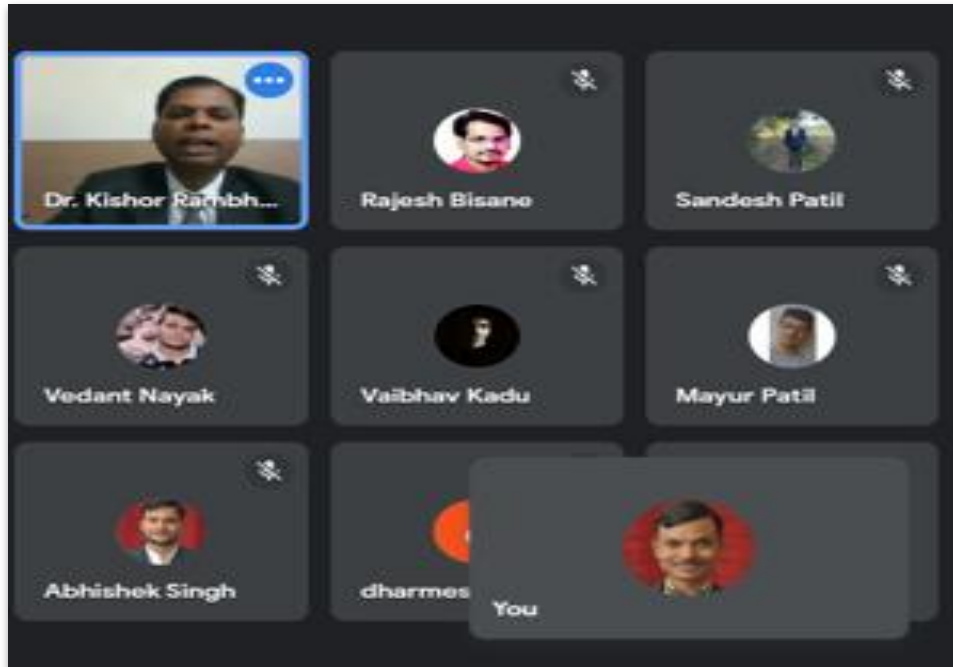 Dr. Kishor Rambh...
Rajesh Bisane
Sandesh Patil
Vedant Nayak
Vaibhav Kadu
Mayur Patil
Abhishek Singh
dharmes
You